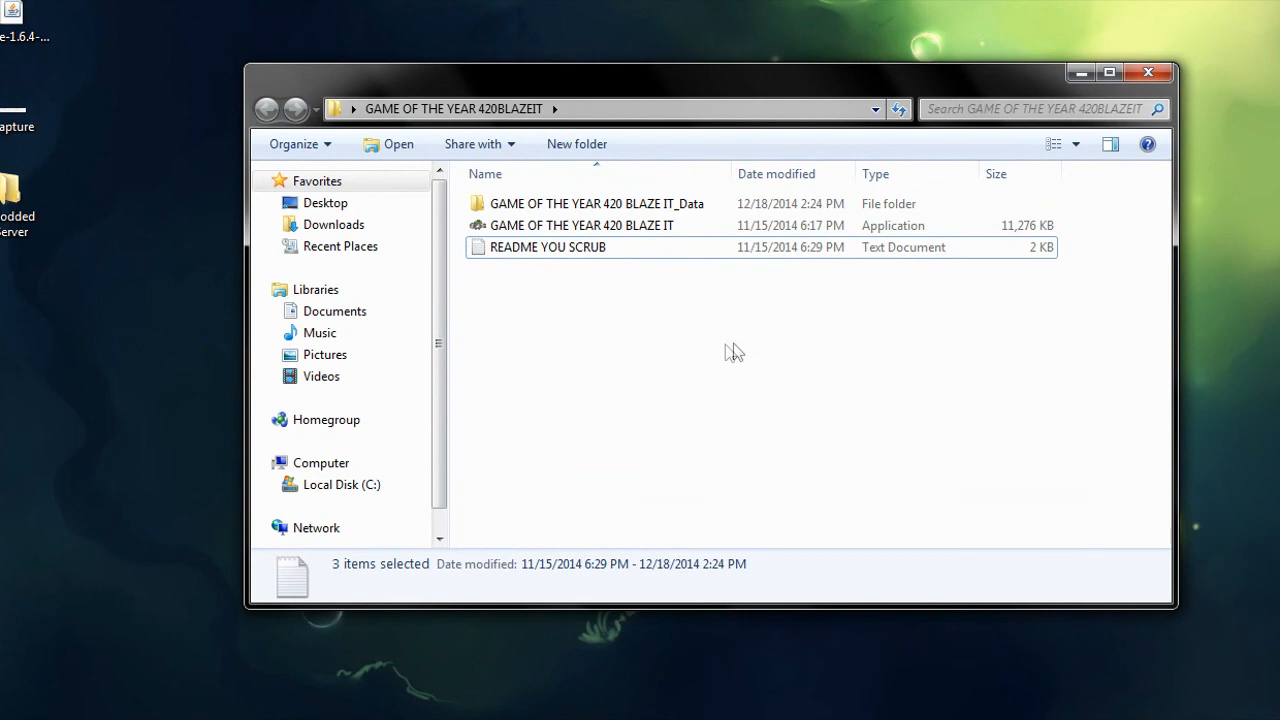 e-1.6.4-...
apture
odded
Server
GAME OF THE YEAR 420BLAZEIT
Search GAME OF THE YEAR 420BLAZEIT
Organize
Open
Share with
New folder
Name Date modified Type Size
Favorites
Desktop
Downloads
Recent Places
Libraries
Documents
Music
Pictures
Videos
Homegroup
Computer
Local Disk (C:)
Network
GAME OF THE YEAR 420 BLAZE IT_Data 12/18/2014 2:24 PM File folder
GAME OF THE YEAR 420 BLAZE IT 11/15/2014 6:17 PM Application 11,276 KB
README YOU SCRUB 11/15/2014 6:29 PM Text Document 2 KB
3 items selected Date modified: 11/15/2014 6:29 PM - 12/18/2014 2:24 PM